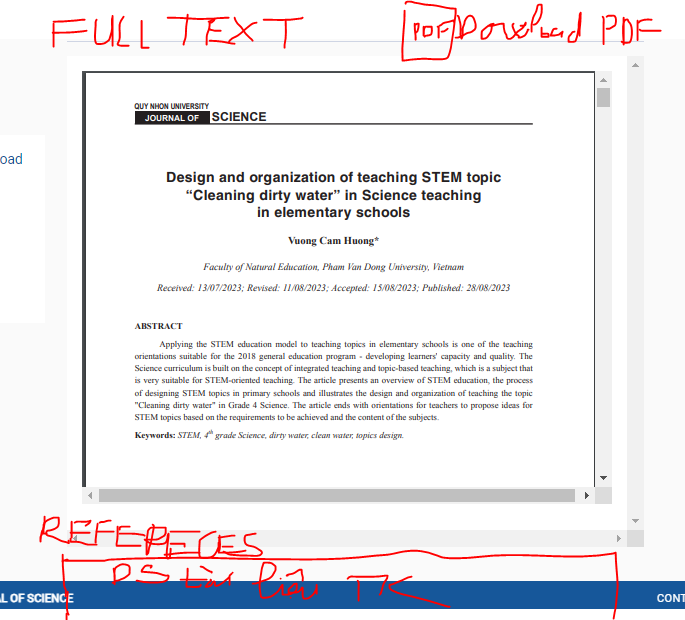 FULL TEXT
PDF Download PDF
oad
QUY NHON UNIVERSITY
JOURNAL OF SCIENCE
Design and organization of teaching STEM topic
“Cleaning dirty water” in Science teaching
in elementary schools
Vuong Cam Huong*
Faculty of Natural Education, Pham Van Dong University, Vietnam
Received: 13/07/2023; Revised: 11/08/2023; Accepted: 15/08/2023; Published: 28/08/2023
ABSTRACT
Applying the STEM education model to teaching topics in elementary schools is one of the teaching
orientations suitable for the 2018 general education program - developing learners' capacity and quality. The
Science curriculum is built on the concept of integrated teaching and topic-based teaching, which is a subject that
is very suitable for STEM-oriented teaching. The article presents an overview of STEM education, the process
of designing STEM topics in primary schools and illustrates the design and organization of teaching the topic
"Cleaning dirty water" in Grade 4 Science. The article ends with orientations for teachers to propose ideas for
STEM topics based on the requirements to be achieved and the content of the subjects.
Keywords: STEM, 4th grade Science, dirty water, clean water, topics design.
REFERECES
DS tài liệu TK
AL OF SCIENCE
CONT